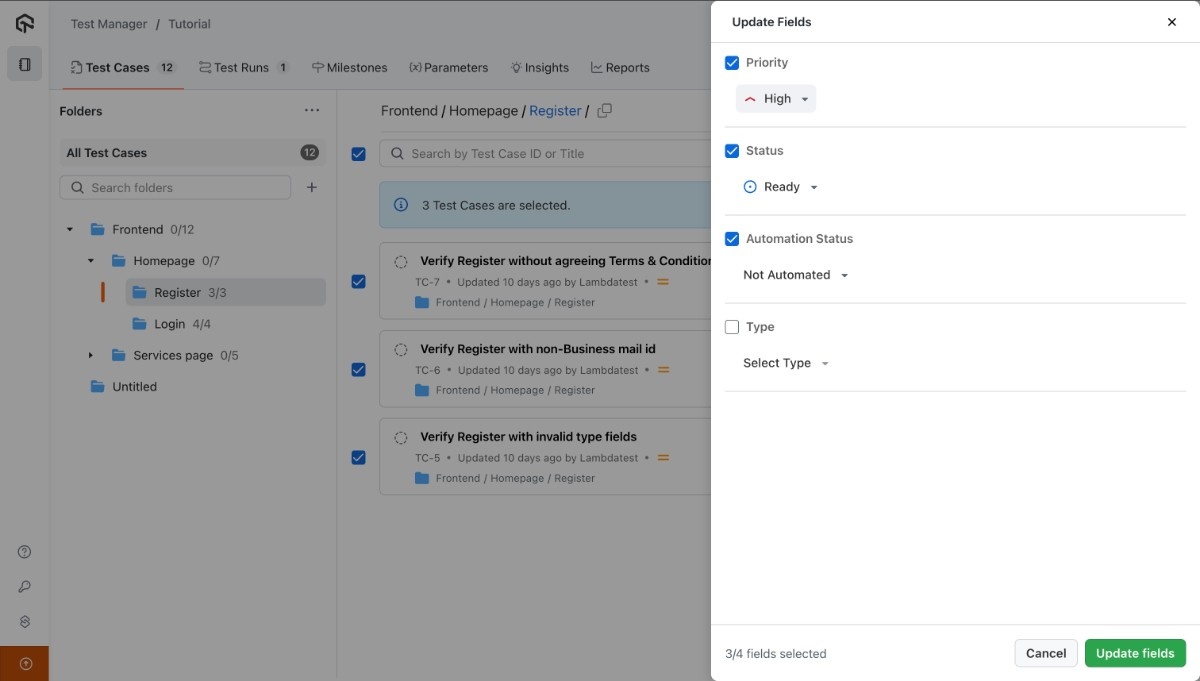 Test Manager / Tutorial
Test Cases 12
Test Runs 1
Milestones
Parameters
Insights
Reports
Folders
All Test Cases 12
Search folders
Frontend 0/12
Homepage 0/7
Register 3/3
Login 4/4
Services page 0/5
Untitled
Frontend / Homepage / Register /
Search by Test Case ID or Title
3 Test Cases are selected.
Verify Register without agreeing Terms & Condition
TC-7 • Updated 10 days ago by Lambdatest •
Frontend / Homepage / Register
Verify Register with non-Business mail id
TC-6 • Updated 10 days ago by Lambdatest •
Frontend / Homepage / Register
Verify Register with invalid type fields
TC-5 • Updated 10 days ago by Lambdatest •
Frontend / Homepage / Register
Update Fields
Priority
High
Status
Ready
Automation Status
Not Automated
Type
Select Type
3/4 fields selected
Cancel
Update fields